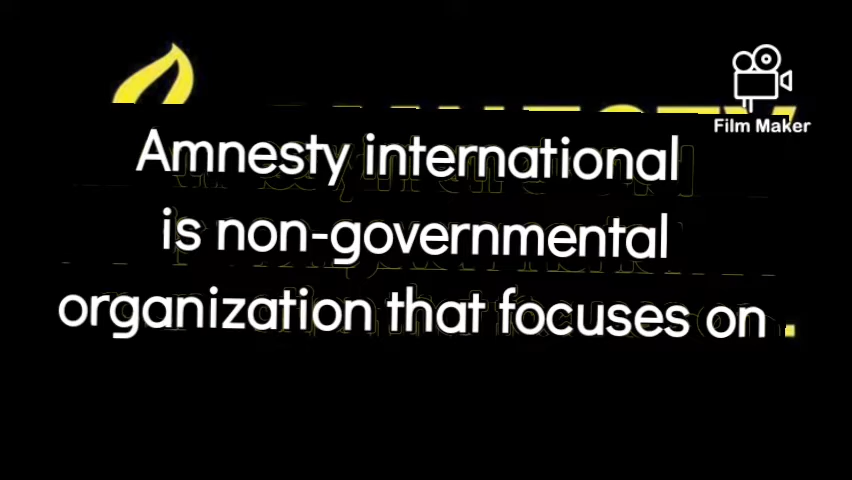 Film Maker
Amnesty international
is non-governmental
organization that focuses on